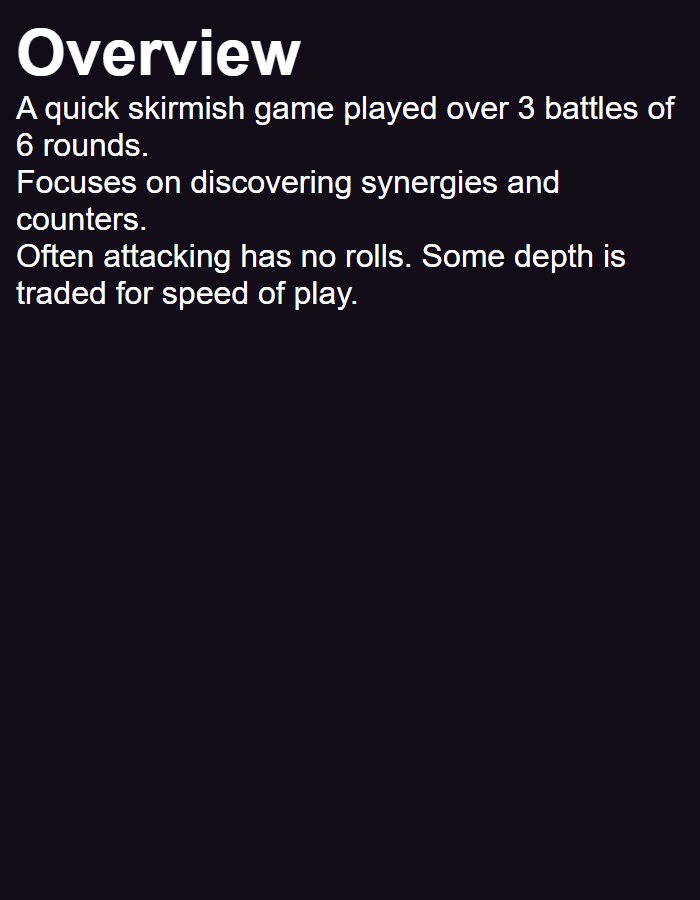 Overview
A quick skirmish game played over 3 battles of
6 rounds.
Focuses on discovering synergies and
counters.
Often attacking has no rolls. Some depth is
traded for speed of play.